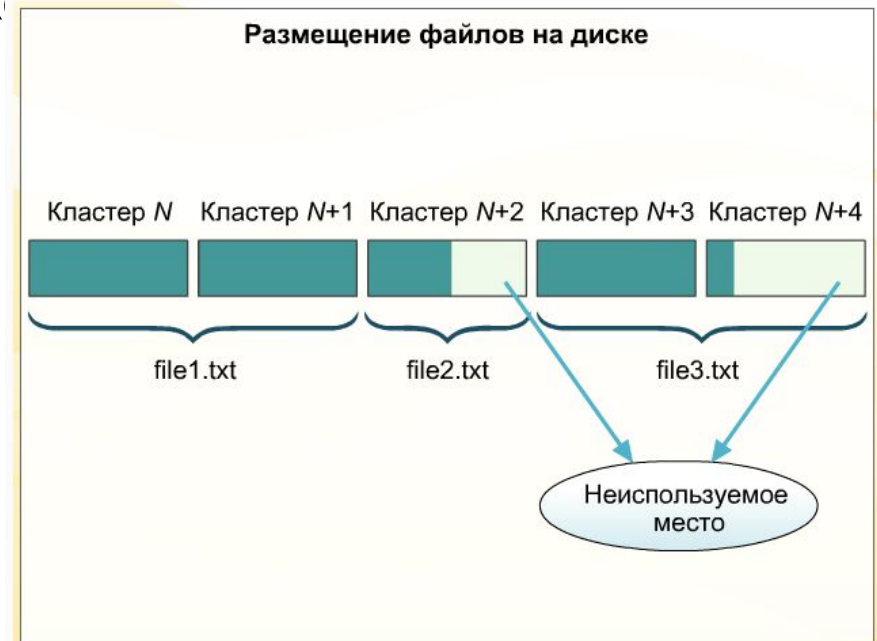 Размещение файлов на диске
Кластер N Кластер N+1 Кластер N+2 Кластер N+3 Кластер N+4
file1.txt file2.txt file3.txt
Неиспользуемое
место